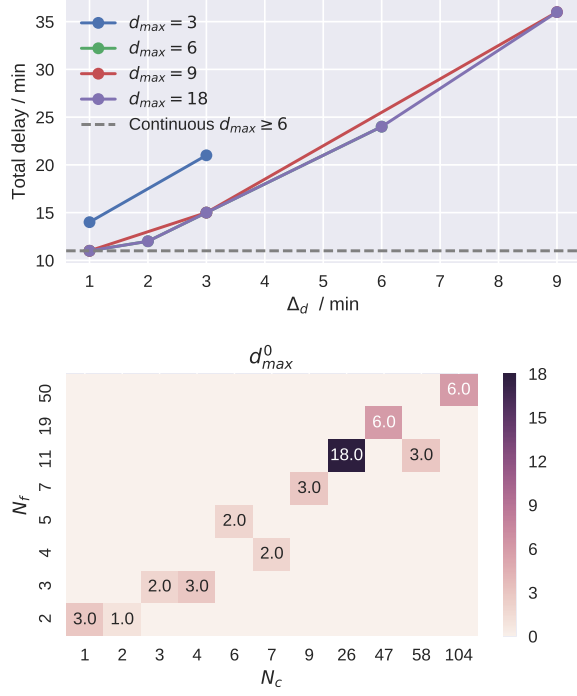 35
30
25
20
15
10
Total delay / min
d_max = 3
d_max = 6
d_max = 9
d_max = 18
Continuous d_max ≥ 6
1 2 3 4 5 6 7 8 9
Δ_d / min
d^0_max
50
19
11
7
5
4
3
2
N_f
6.0
6.0
18.0 3.0
3.0
2.0
2.0
2.0 3.0
3.0 1.0
1 2 3 4 6 7 9 26 47 58 104
N_c
18
15
12
9
6
3
0